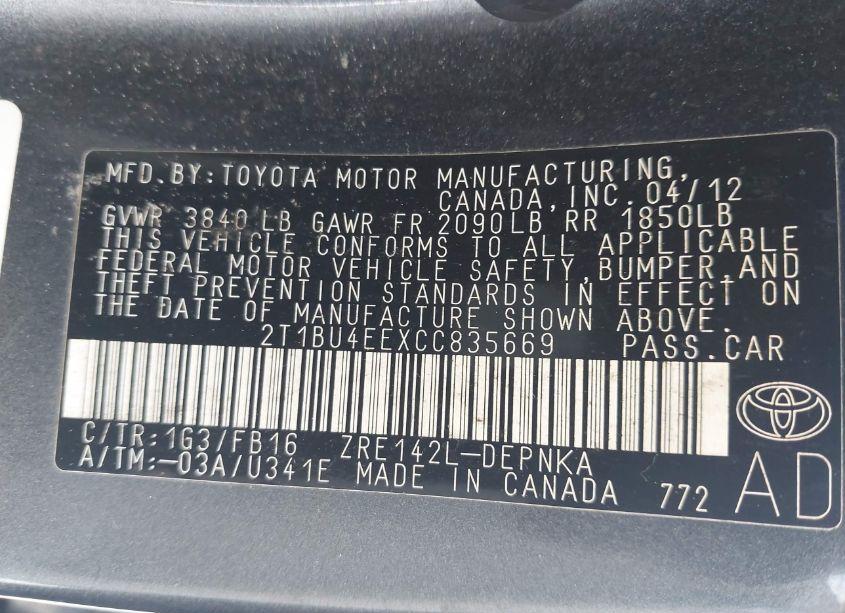 MFD. BY: TOYOTA MOTOR MANUFACTURING,
CANADA, INC. 04/12
GVWR 3840 LB GAWR FR 2090LB RR 1850LB
THIS VEHICLE CONFORMS TO ALL APPLICABLE
FEDERAL MOTOR VEHICLE SAFETY, BUMPER, AND
THEFT PREVENTION STANDARDS IN EFFECT ON
THE DATE OF MANUFACTURE SHOWN ABOVE.
2T1BU4EEXCC835669 PASS. CAR
C/TR: 1G3/FB16 ZRE142L-DEPNKA
A/TM: -03A/U341E MADE IN CANADA 772
AD